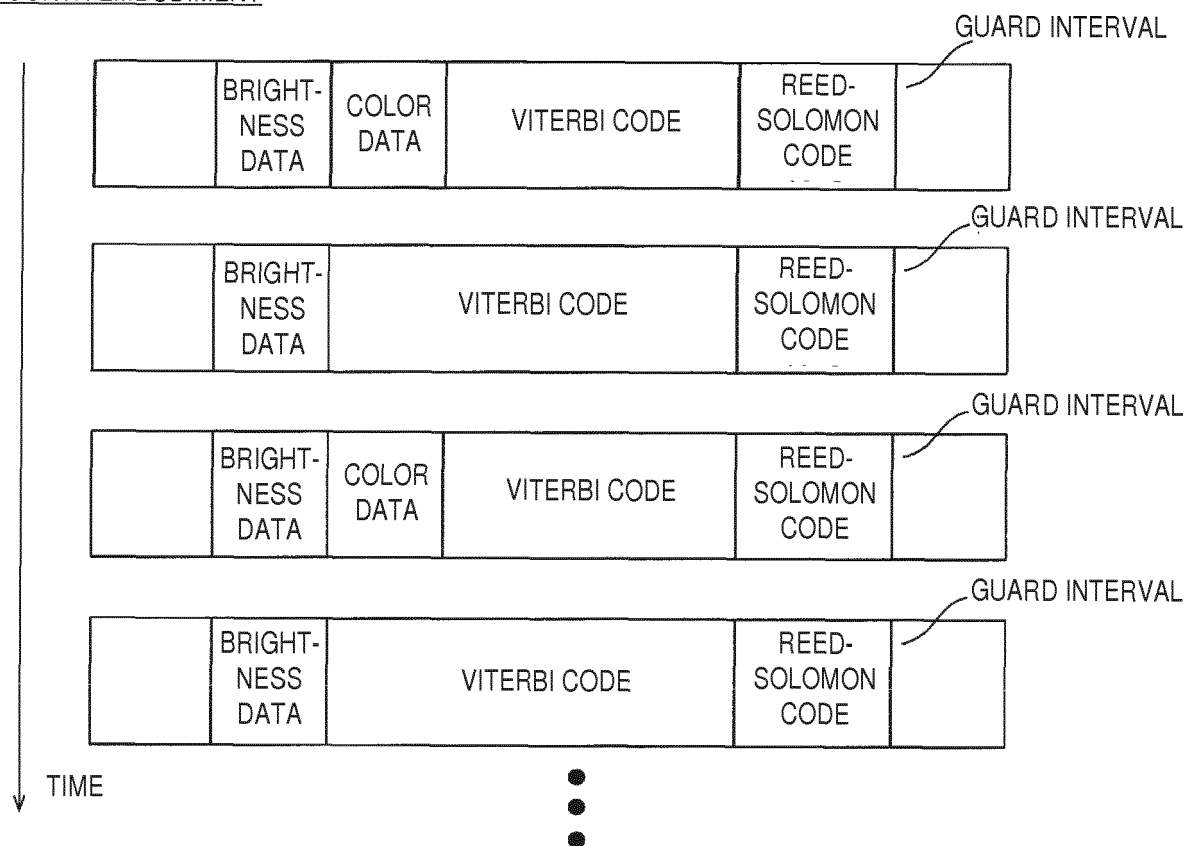 EMBODIMENT
GUARD INTERVAL
BRIGHT-
NESS
DATA
COLOR
DATA
VITERBI CODE
REED-
SOLOMON
CODE
GUARD INTERVAL
BRIGHT-
NESS
DATA
VITERBI CODE
REED-
SOLOMON
CODE
GUARD INTERVAL
BRIGHT-
NESS
DATA
COLOR
DATA
VITERBI CODE
REED-
SOLOMON
CODE
GUARD INTERVAL
BRIGHT-
NESS
DATA
VITERBI CODE
REED-
SOLOMON
CODE
TIME